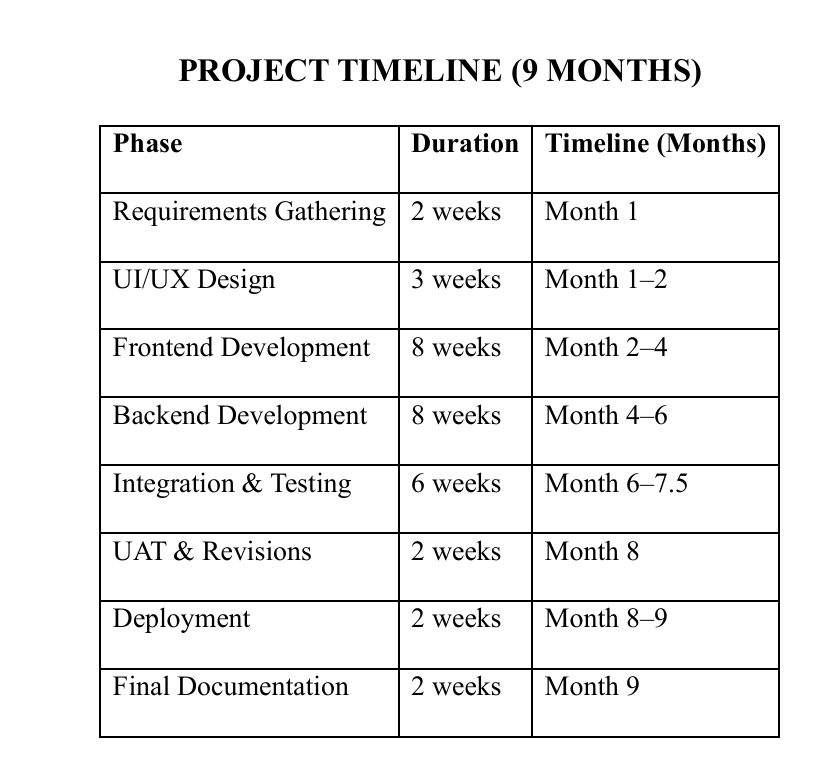 PROJECT TIMELINE (9 MONTHS)
Phase Duration Timeline (Months)
Requirements Gathering 2 weeks Month 1
UI/UX Design 3 weeks Month 1–2
Frontend Development 8 weeks Month 2–4
Backend Development 8 weeks Month 4–6
Integration & Testing 6 weeks Month 6–7.5
UAT & Revisions 2 weeks Month 8
Deployment 2 weeks Month 8–9
Final Documentation 2 weeks Month 9